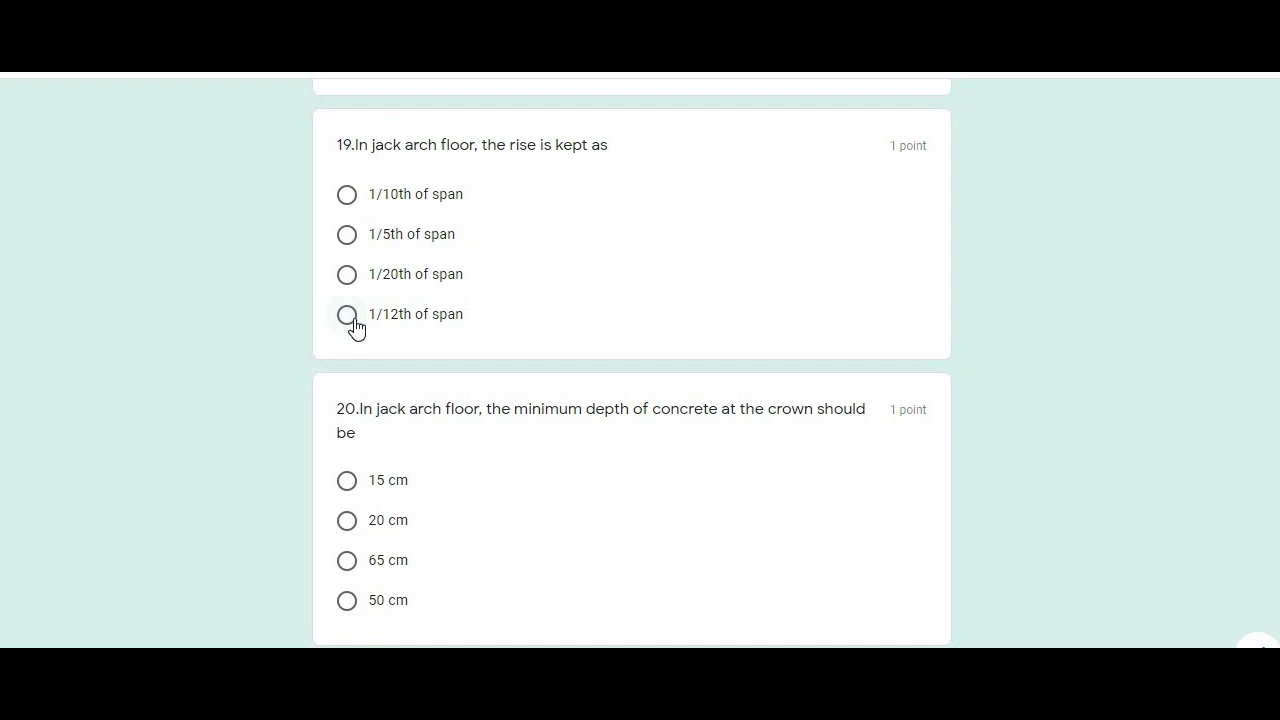 19.In jack arch floor, the rise is kept as
1 point
1/10th of span
1/5th of span
1/20th of span
1/12th of span
20.In jack arch floor, the minimum depth of concrete at the crown should
be
1 point
15 cm
20 cm
65 cm
50 cm